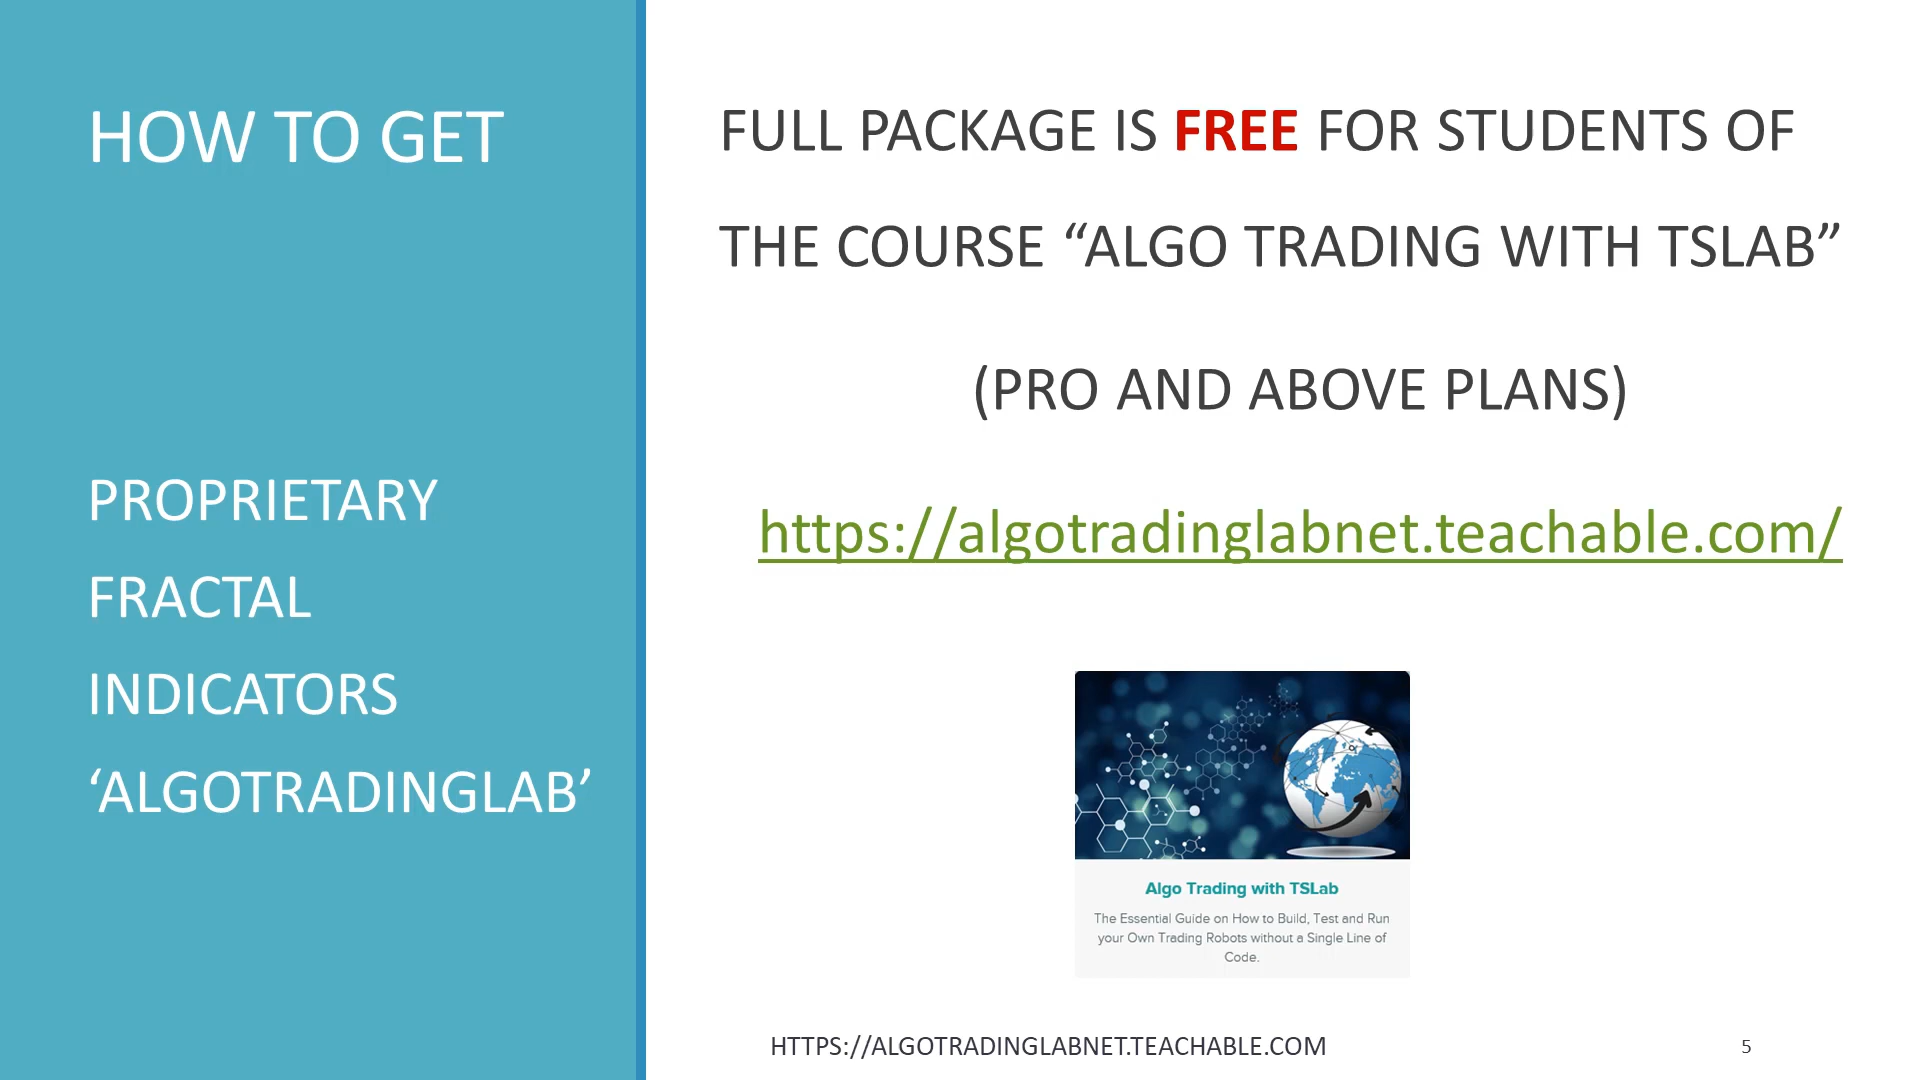 HOW TO GET
PROPRIETARY
FRACTAL
INDICATORS
‘ALGOTRADINGLAB’
FULL PACKAGE IS FREE FOR STUDENTS OF
THE COURSE “ALGO TRADING WITH TSLAB”
(PRO AND ABOVE PLANS)
https://algotradinglabnet.teachable.com/
Algo Trading with TSLab
The Essential Guide on How to Build, Test and Run
your Own Trading Robots without a Single Line of
Code.
HTTPS://ALGOTRADINGLABNET.TEACHABLE.COM
5